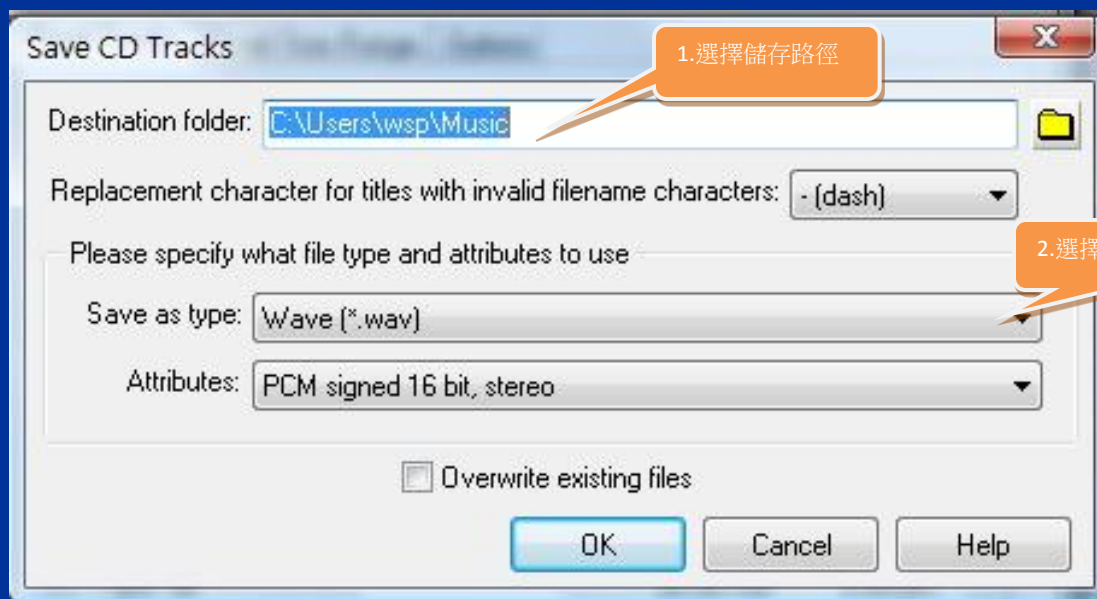 Save CD Tracks
1.選擇儲存路徑
Destination folder: C:\Users\wsp\Music
Replacement character for titles with invalid filename characters: - (dash)
Please specify what file type and attributes to use
2.選擇
Save as type: Wave (*.wav)
Attributes: PCM signed 16 bit, stereo
Overwrite existing files
OK Cancel Help